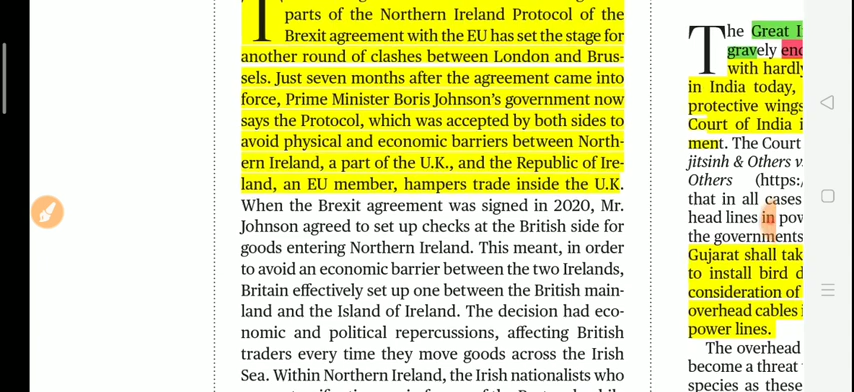 parts of the Northern Ireland Protocol of the
Brexit agreement with the EU has set the stage for
another round of clashes between London and Brus-
sels. Just seven months after the agreement came into
force, Prime Minister Boris Johnson's government now
says the Protocol, which was accepted by both sides to
avoid physical and economic barriers between North-
ern Ireland, a part of the U.K., and the Republic of Ire-
land, an EU member, hampers trade inside the U.K.
When the Brexit agreement was signed in 2020, Mr.
Johnson agreed to set up checks at the British side for
goods entering Northern Ireland. This meant, in order
to avoid an economic barrier between the two Irelands,
Britain effectively set up one between the British main-
land and the Island of Ireland. The decision had eco-
nomic and political repercussions, affecting British
traders every time they move goods across the Irish
Sea. Within Northern Ireland, the Irish nationalists who
The Great I
gravely en
with hardly
in India today,
protective wings
Court of India i
ment. The Court
jitsinh & Others v
Others (https:/
that in all cases
head lines in pow
the governments
Gujarat shall tak
to install bird d
consideration of
overhead cables i
power lines.
The overhead
become a threat
species as these